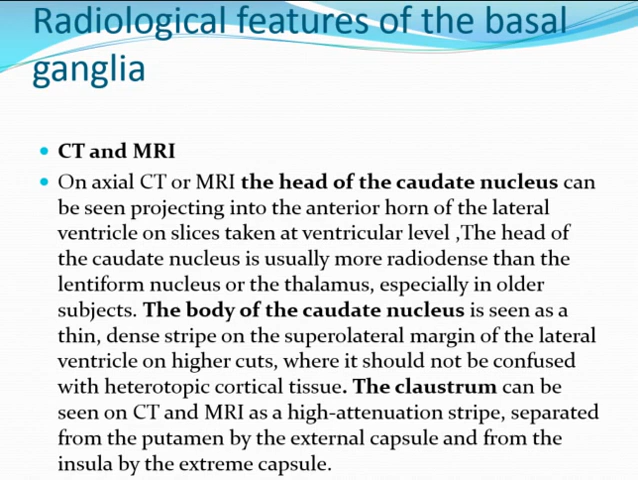 Radiological features of the basal
ganglia
• CT and MRI
• On axial CT or MRI the head of the caudate nucleus can
be seen projecting into the anterior horn of the lateral
ventricle on slices taken at ventricular level ,The head of
the caudate nucleus is usually more radiodense than the
lentiform nucleus or the thalamus, especially in older
subjects. The body of the caudate nucleus is seen as a
thin, dense stripe on the superolateral margin of the lateral
ventricle on higher cuts, where it should not be confused
with heterotopic cortical tissue. The claustrum can be
seen on CT and MRI as a high-attenuation stripe, separated
from the putamen by the external capsule and from the
insula by the extreme capsule.